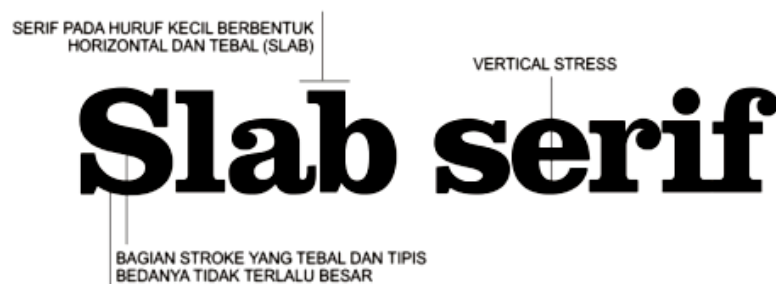 SERIF PADA HURUF KECIL BERBENTUK
HORIZONTAL DAN TEBAL (SLAB)
VERTICAL STRESS
Slab serif
BAGIAN STROKE YANG TEBAL DAN TIPIS
BEDANYA TIDAK TERLALU BESAR